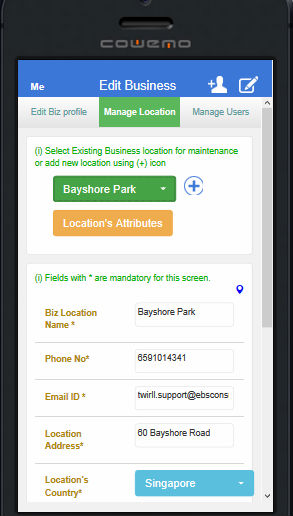 COWEMO
Me Edit Business
Edit Biz profile Manage Location Manage Users
(i) Select Existing Business location for maintenance
or add new location using (+) icon
Bayshore Park
Location's Attributes
(i) Fields with * are mandatory for this screen.
Biz Location
Name *
Bayshore Park
Phone No*
6591014341
Email ID *
twirll.support@ebscons
Location
Address*
60 Bayshore Road
Location's
Country*
Singapore